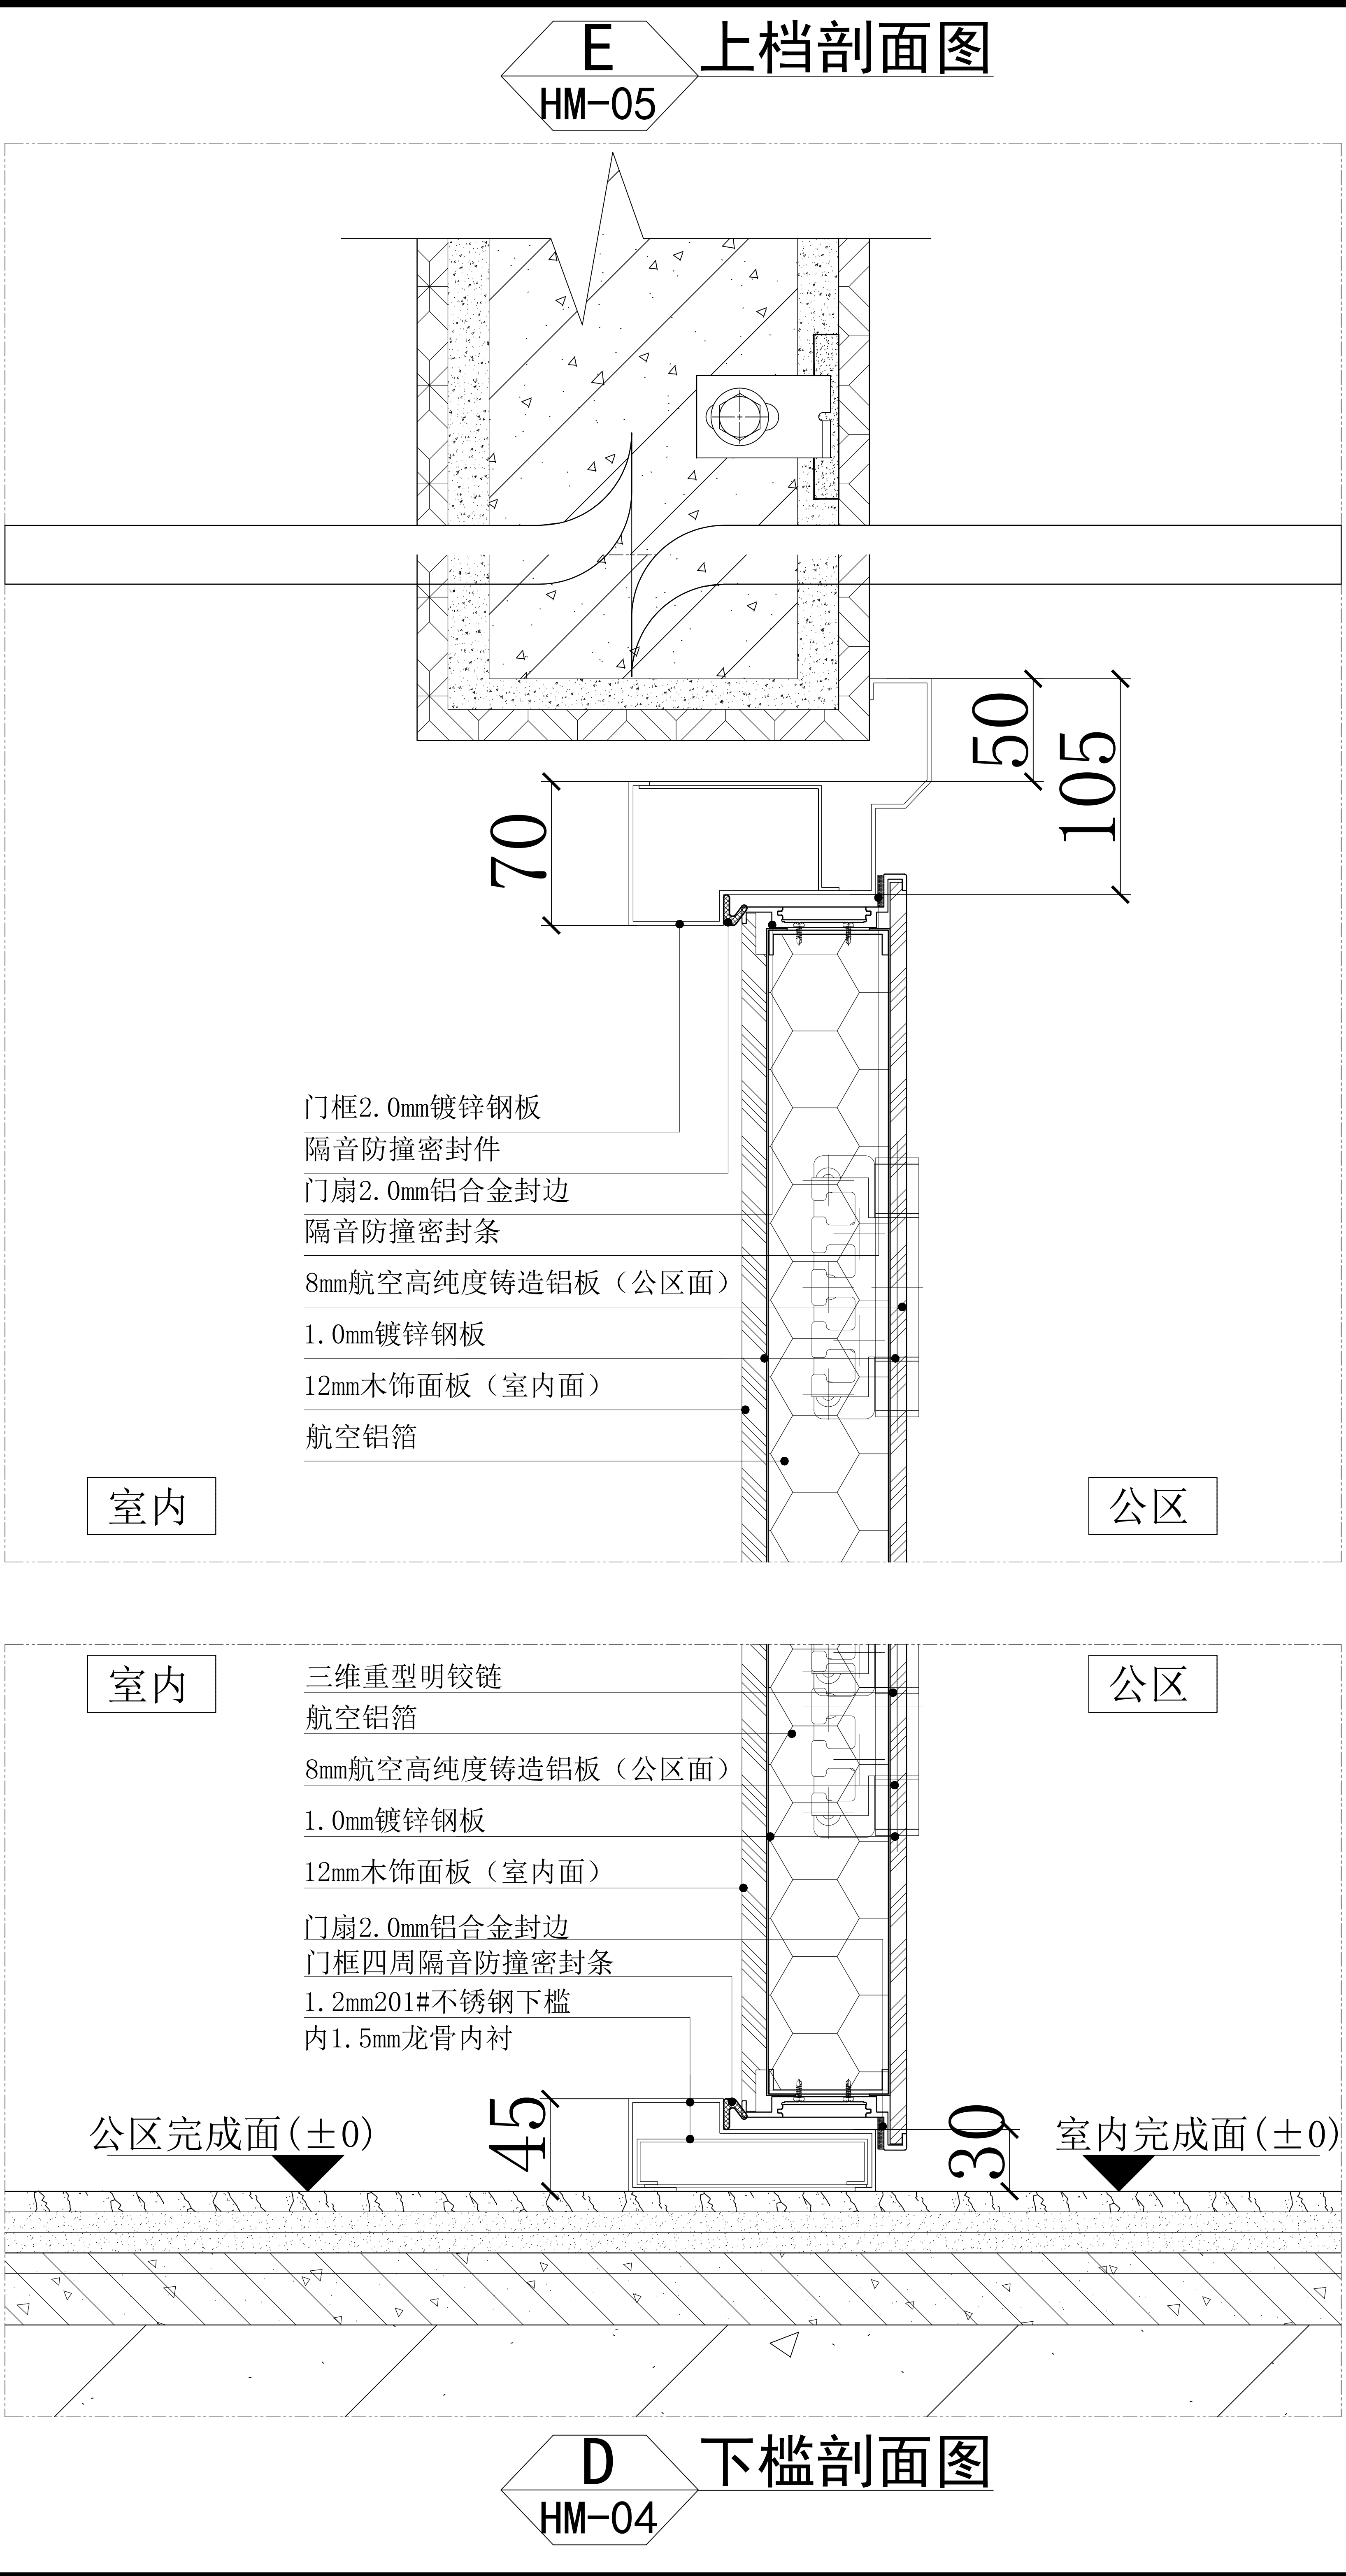 E 上档剖面图
HM-05
50
105
70
门框2.0mm镀锌钢板
隔音防撞密封件
门扇2.0mm铝合金封边
隔音防撞密封条
8mm航空高纯度铸造铝板（公区面）
1.0mm镀锌钢板
12mm木饰面板（室内面）
航空铝箔
室内 公区
室内 公区
三维重型明铰链
航空铝箔
8mm航空高纯度铸造铝板（公区面）
1.0mm镀锌钢板
12mm木饰面板（室内面）
门扇2.0mm铝合金封边
门框四周隔音防撞密封条
1.2mm201#不锈钢下槛
内1.5mm龙骨内衬
45
30
公区完成面(±0) 室内完成面(±0)
D 下槛剖面图
HM-04